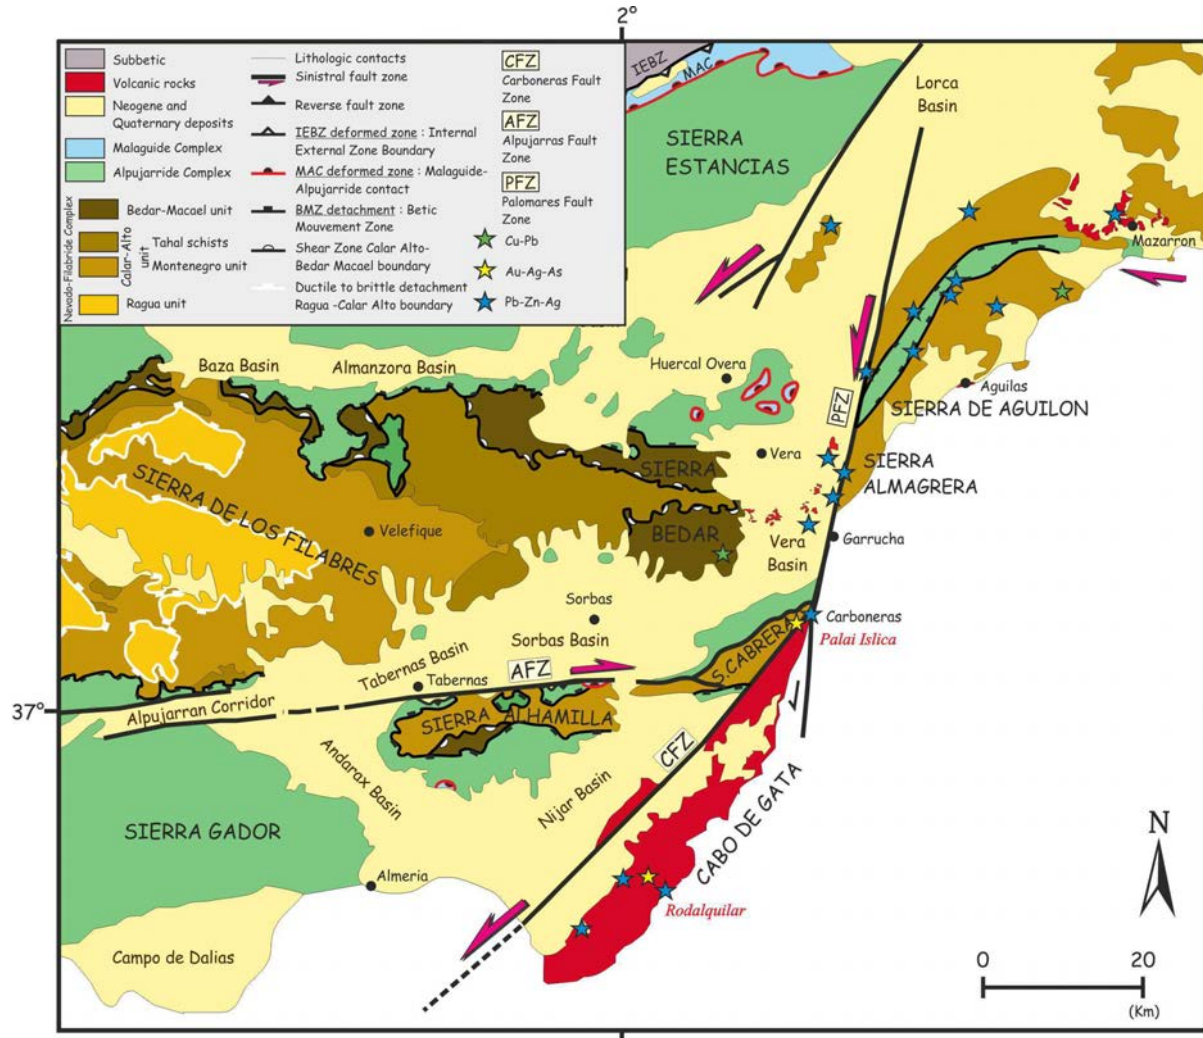 2°
Subbetic
Volcanic rocks
Neogene and
Quaternary deposits
Malaguide Complex
Alpujarride Complex
Nevado-Filabride Complex
Bedar-Macael unit
Calar-Alto
unit
Tahal schists
Montenegro unit
Ragua unit
Lithologic contacts
Sinistral fault zone
Reverse fault zone
IEBZ deformed zone : Internal
External Zone Boundary
MAC deformed zone : Malaguide-
Alpujarride contact
BMZ detachment : Betic
Mouvement Zone
Shear Zone Calar Alto-
Bedar Macael boundary
Ductile to brittle detachment
Ragua -Calar Alto boundary
CFZ
Carboneras Fault
Zone
AFZ
Alpujarras Fault
Zone
PFZ
Palomares Fault
Zone
Cu-Pb
Au-Ag-As
Pb-Zn-Ag
IEBZ
MAC
Lorca
Basin
SIERRA
ESTANCIAS
Mazarron
Baza Basin
Almanzora Basin
Huercal Overa
Aguilas
PFZ
SIERRA DE AGUILON
SIERRA
Vera
SIERRA
ALMAGRERA
SIERRA DE LOS FILABRES
Velefique
BEDAR
Vera
Basin
Garrucha
Sorbas
Sorbas Basin
Carboneras
Palai Islica
S.CABRERA
Tabernas Basin
AFZ
Tabernas
37°
Alpujarran Corridor
SIERRA ALHAMILLA
CFZ
Andarax Basin
Nijar Basin
CABO DE GATA
SIERRA GADOR
N
Almeria
Rodalquilar
Campo de Dalias
0 20
(Km)